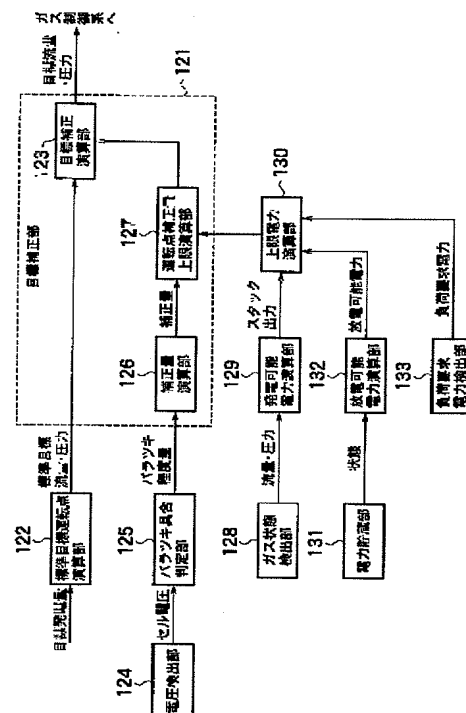 目標発電量
122
標準目標運転点
演算部
標準目標
流量・圧力
目標補正部
123
目標補正
演算部
目標流量
・圧力
ガス制御系へ
121
124
電圧検出部
セル電圧
125
バラツキ具合
判定部
バラツキ
程度量
126
補正量
演算部
補正量
127
運転点補正量
上限演算部
128
ガス状態
検出部
流量・圧力
129
発電可能
電力演算部
スタック
出力
130
上限電力
演算部
131
電力貯蔵部
状態
132
放電可能
電力演算部
放電可能電力
133
負荷要求
電力検出部
負荷要求電力